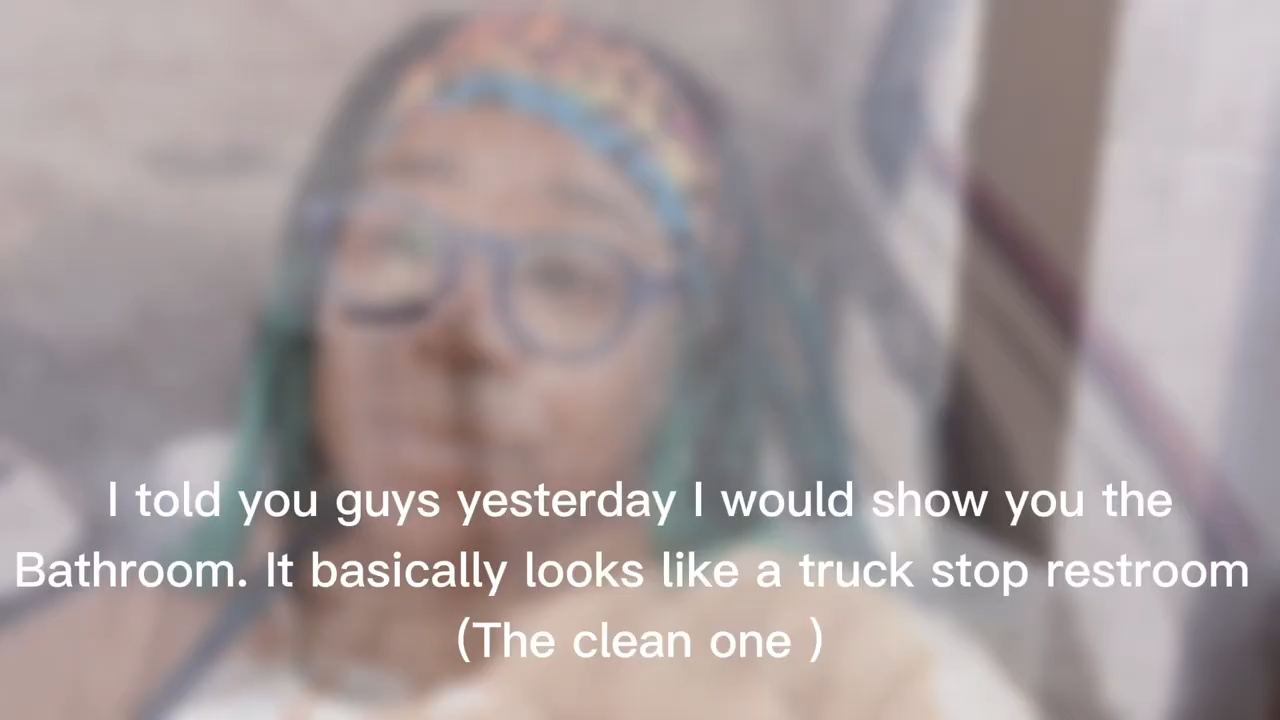 I told you guys yesterday I would show you the
Bathroom. It basically looks like a truck stop restroom
(The clean one )